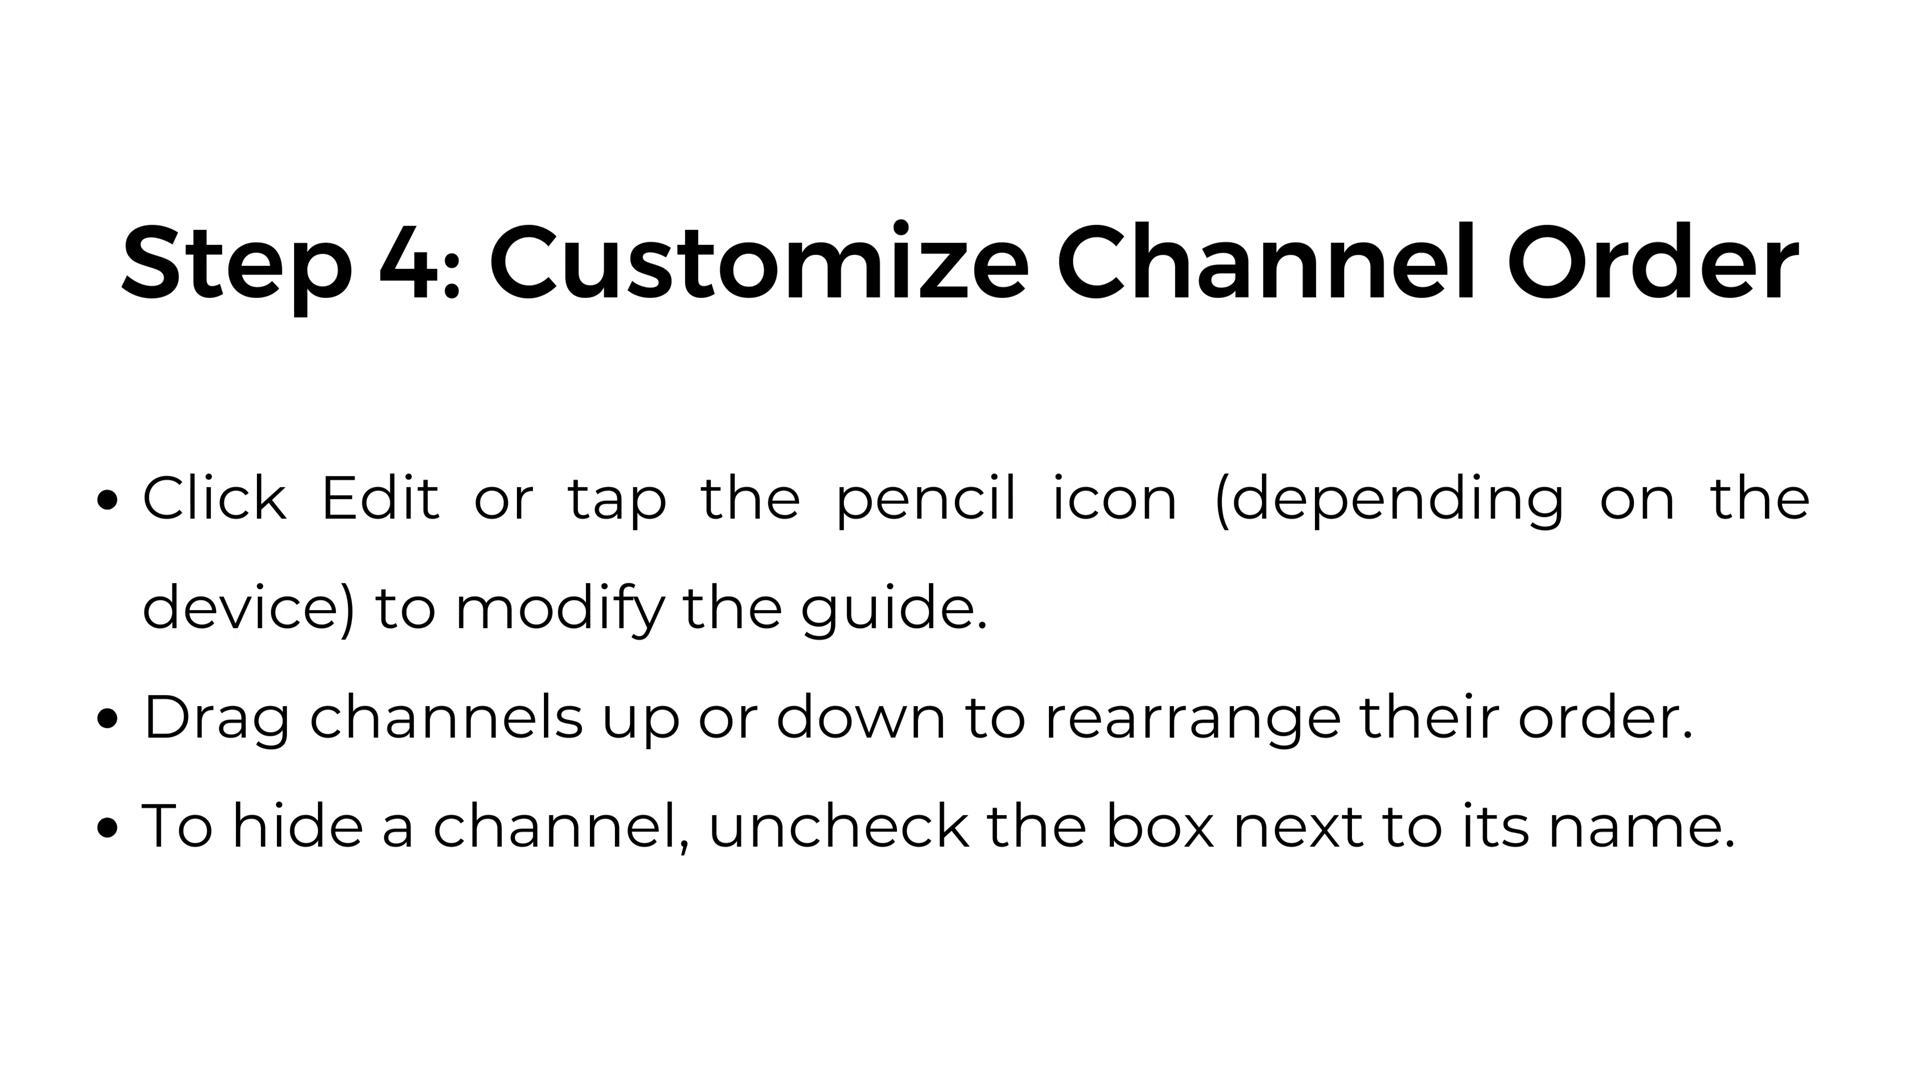 Step 4: Customize Channel Order
• Click Edit or tap the pencil icon (depending on the
device) to modify the guide.
• Drag channels up or down to rearrange their order.
• To hide a channel, uncheck the box next to its name.